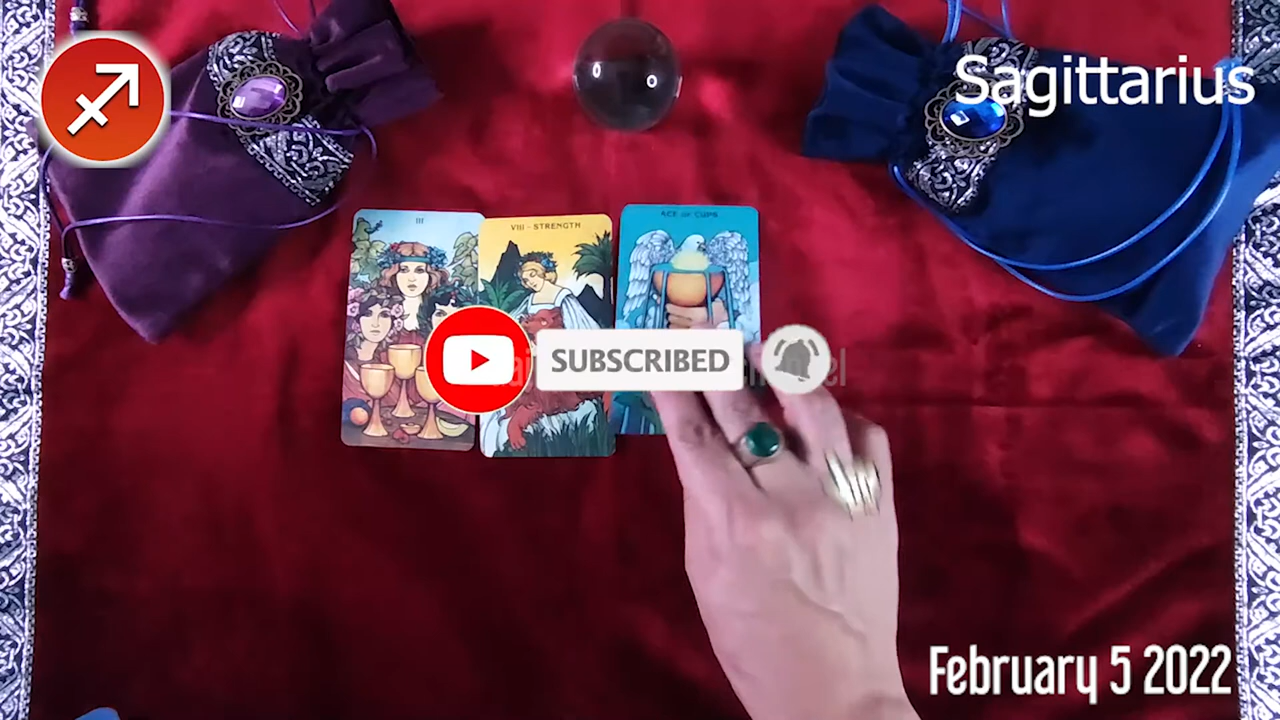 Sagittarius
III
VIII - STRENGTH
ACE OF CUPS
SUBSCRIBED
February 5 2022